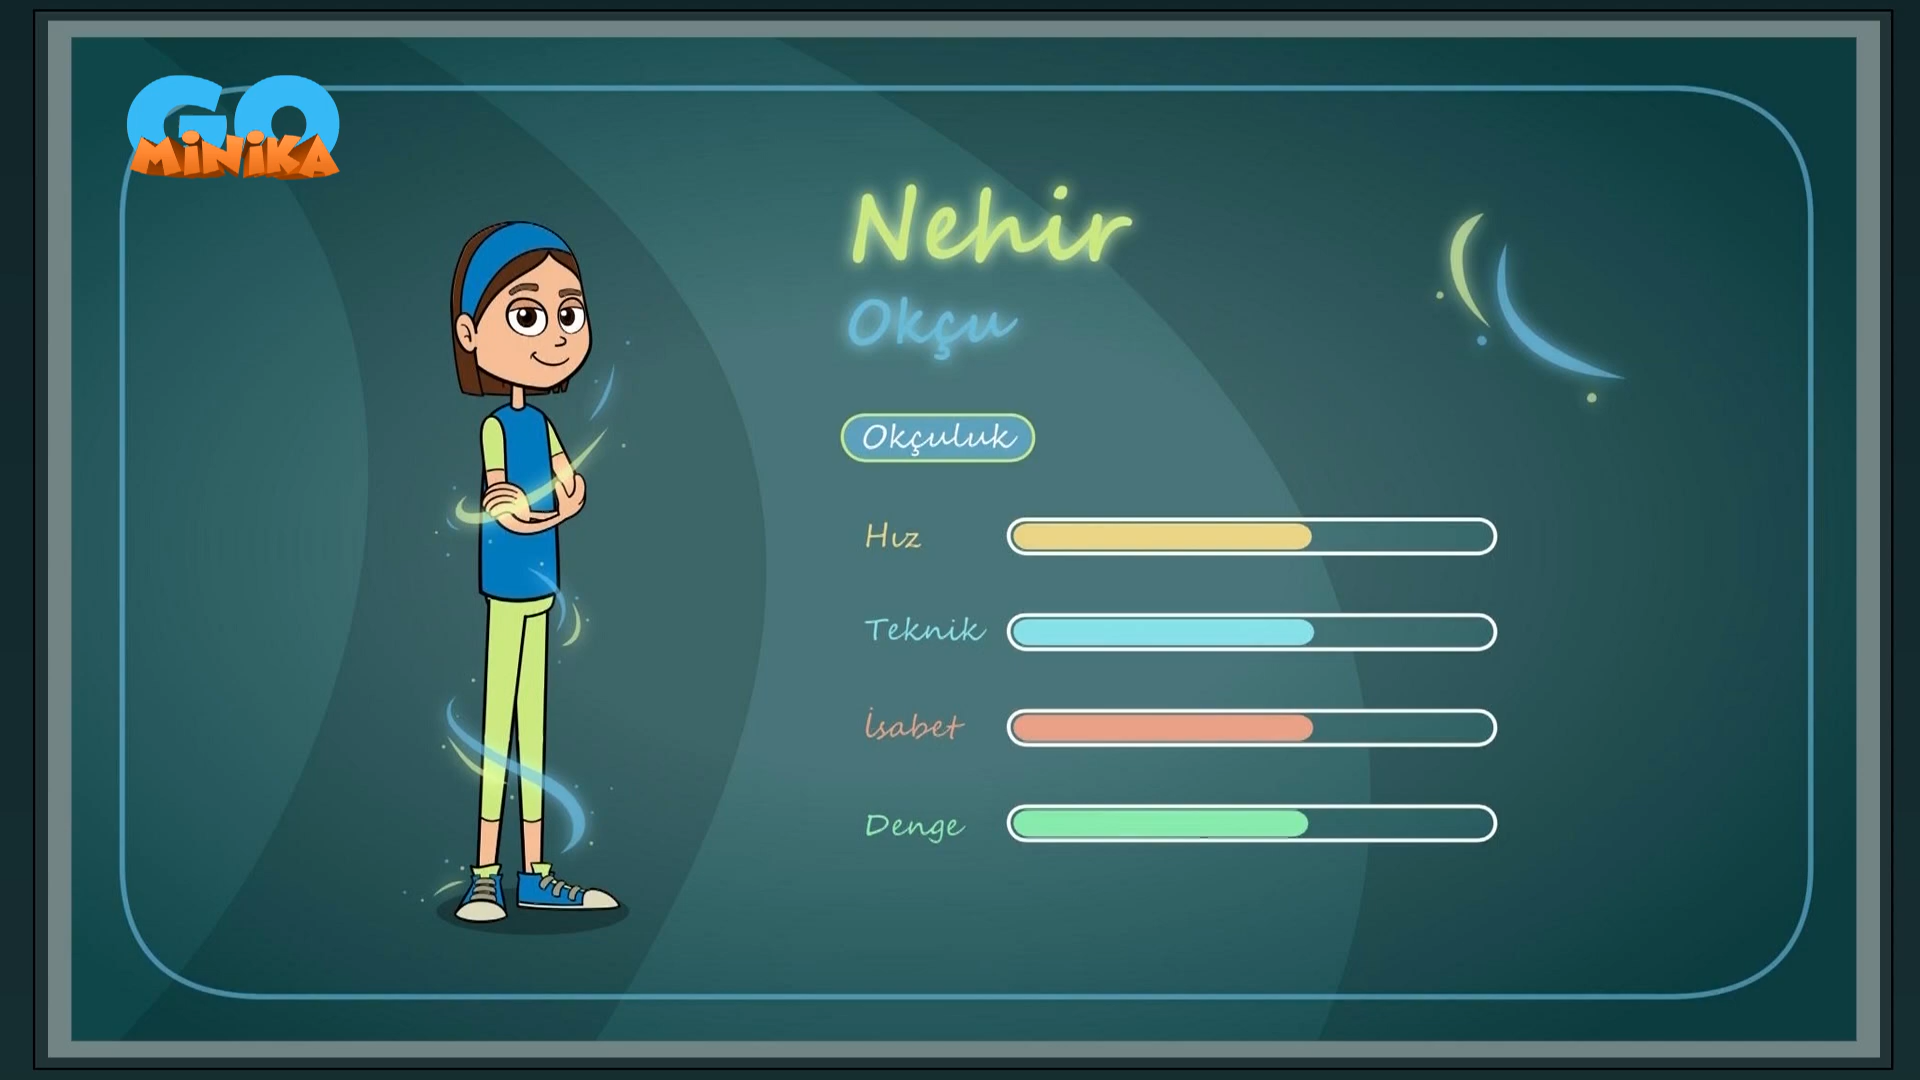 GO
MiNiKA
Nehir
Okçu
Okçuluk
Hız
Teknik
İsabet
Denge